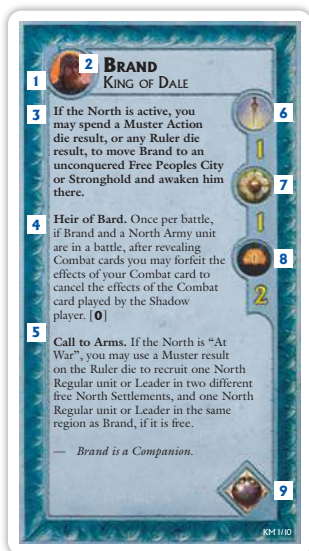 2
BRAND
1
KING OF DALE
3
If the North is active, you
may spend a Muster Action
die result, or any Ruler die
result, to move Brand to an
unconquered Free Peoples City
or Stronghold and awaken him
there.
6
1
7
1
4
Heir of Bard. Once per battle,
if Brand and a North Army unit
are in a battle, after revealing
Combat cards you may forfeit the
effects of your Combat card to
cancel the effects of the Combat
card played by the Shadow
player. [0]
8
2
5
Call to Arms. If the North is “At
War”, you may use a Muster result
on the Ruler die to recruit one North
Regular unit or Leader in two different
free North Settlements, and one North
Regular unit or Leader in the same
region as Brand, if it is free.
— Brand is a Companion.
9
KM 1/10